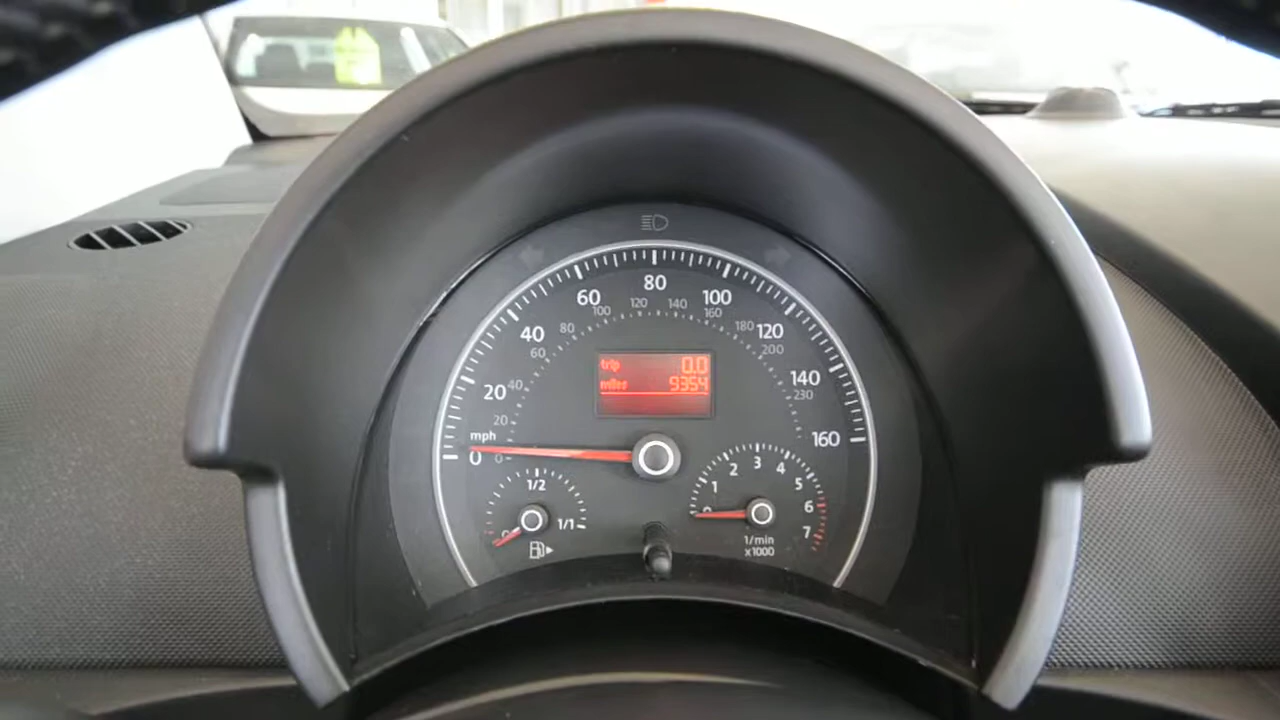 80
60 100
120 140
100 160
40 120
80 180
60 200
20 140
40 230
20
mph 160
0 0
trip 0.0
miles 9354
1/2
0 1/1
0 1 2 3 4 5 6 7
1/min
x1000